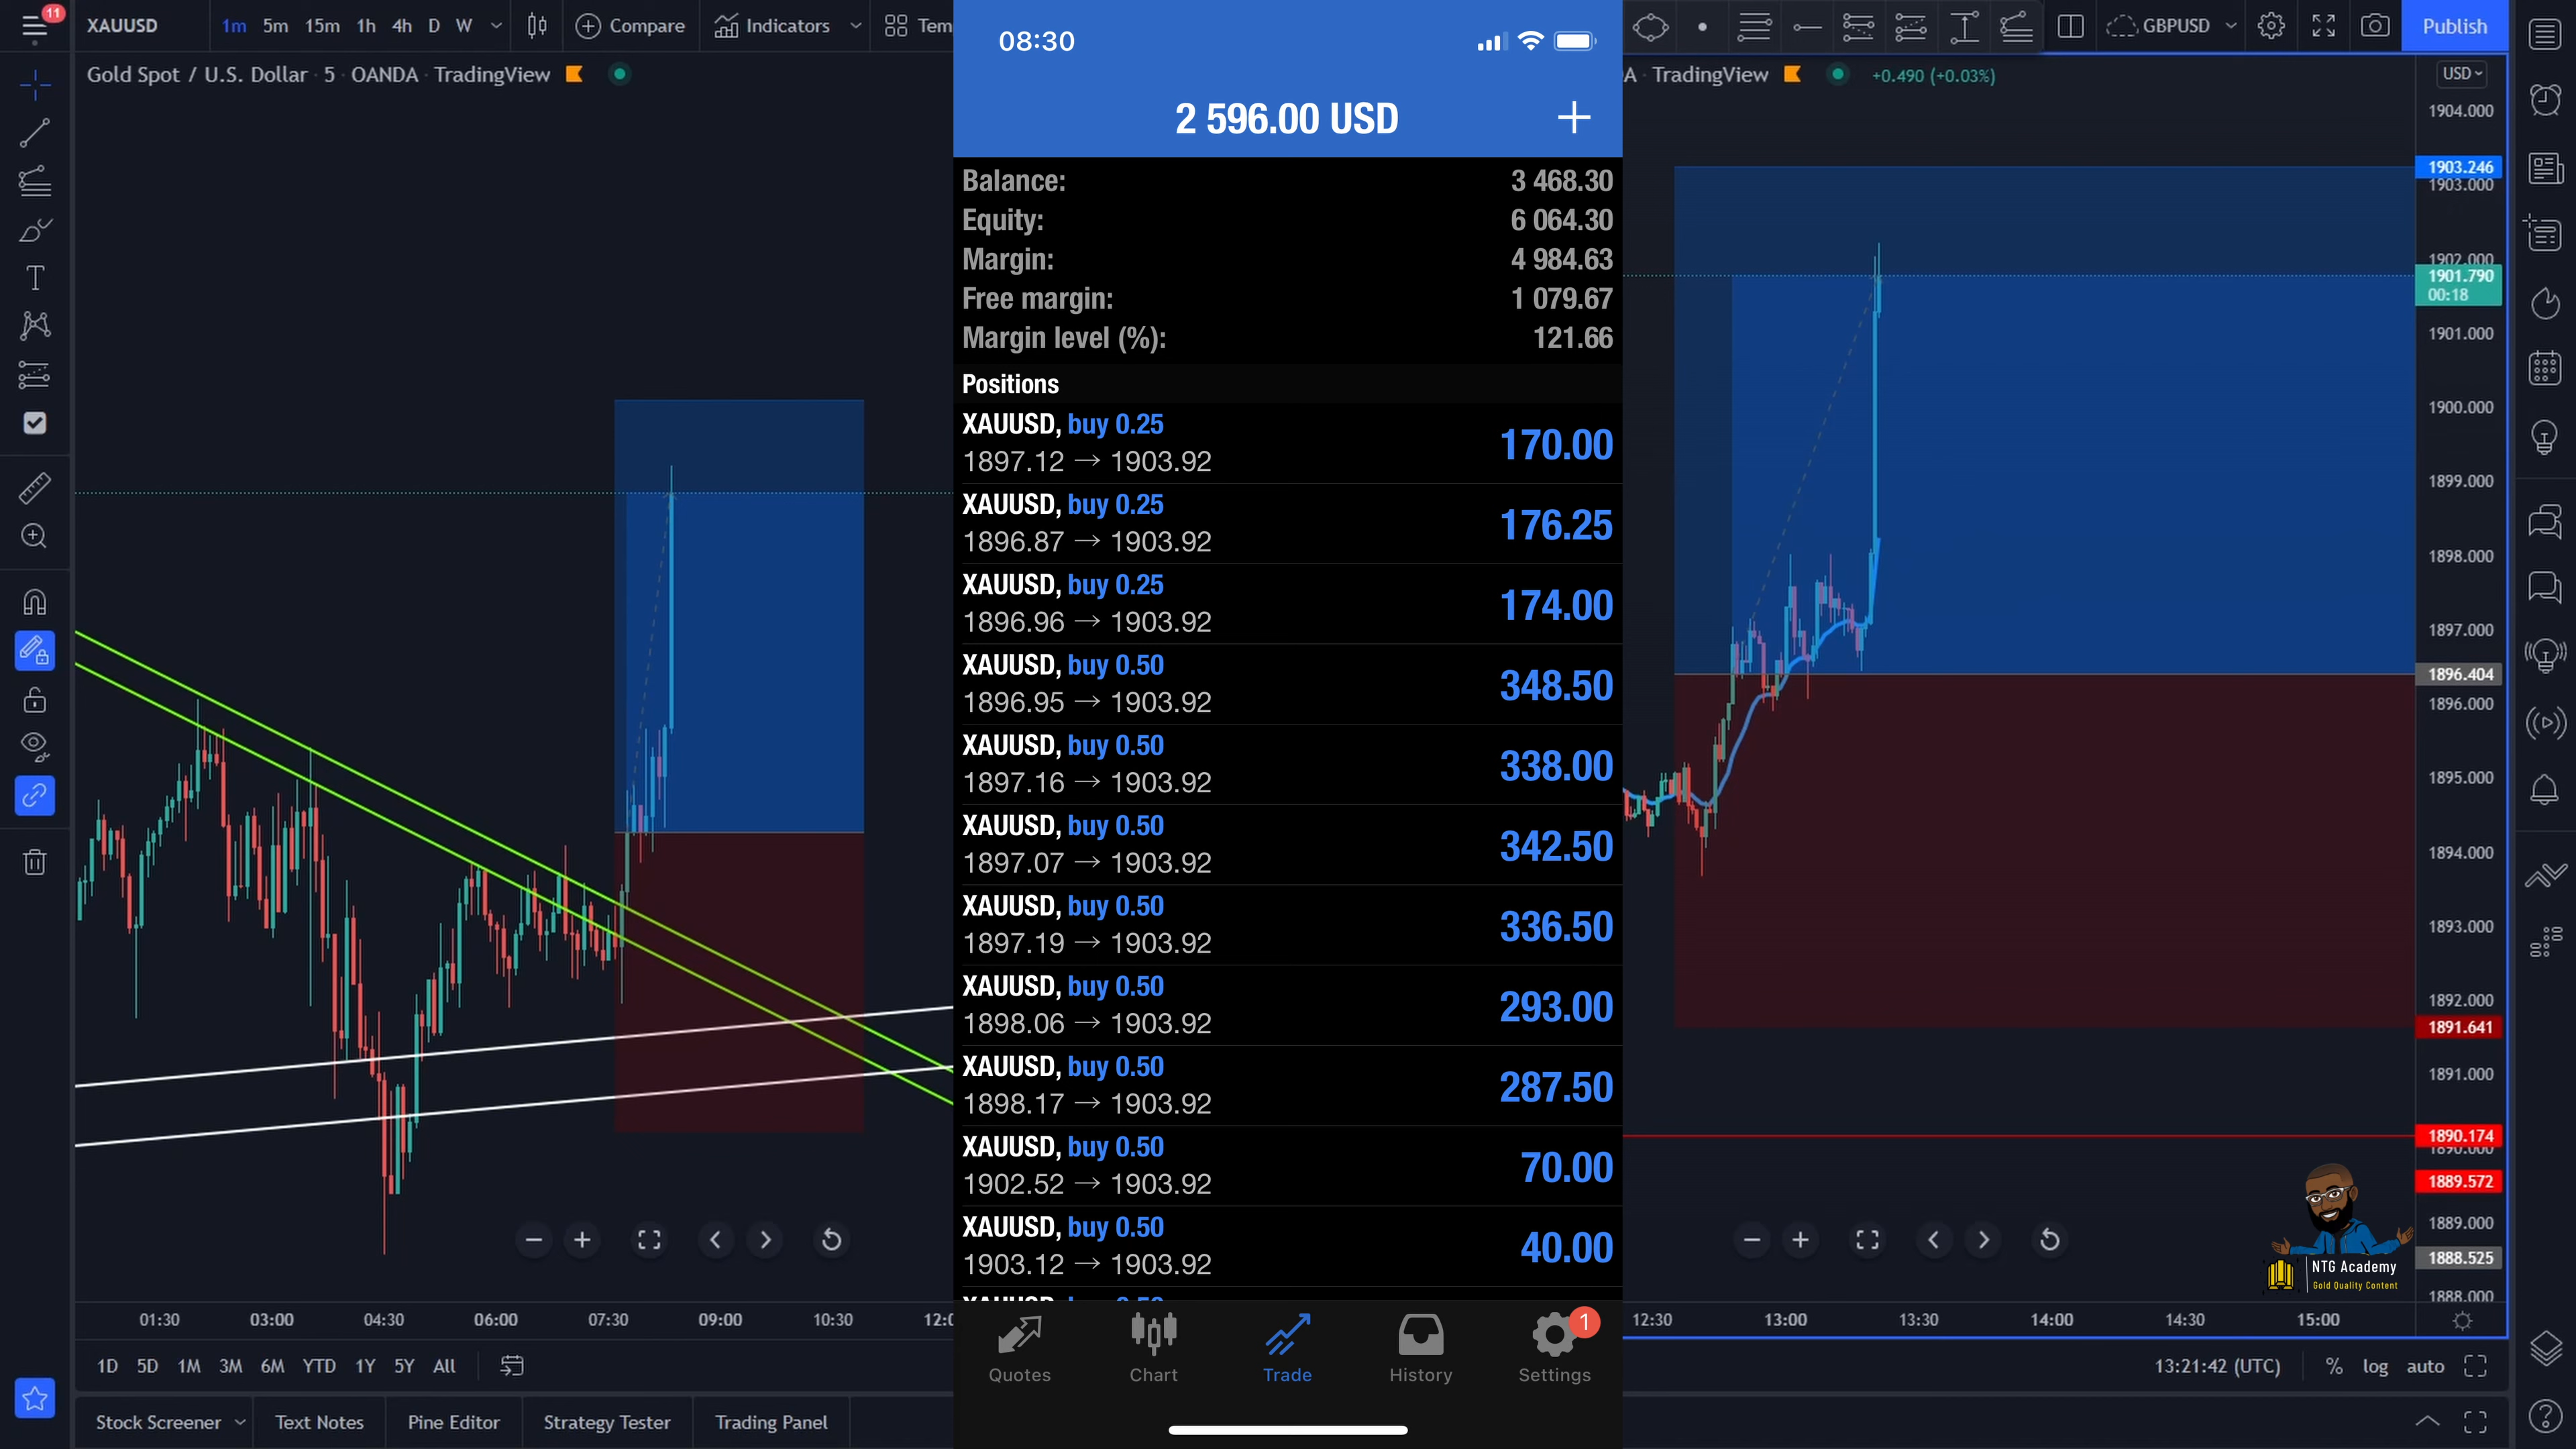 11
XAUUSD
1m 5m 15m 1h 4h D W
Compare
Indicators
Tem
Gold Spot / U.S. Dollar · 5 · OANDA · TradingView
01:30 03:00 04:30 06:00 07:30 09:00 10:30 12:0
1D 5D 1M 3M 6M YTD 1Y 5Y All
Stock Screener Text Notes Pine Editor Strategy Tester Trading Panel
08:30
2 596.00 USD
Balance: 3 468.30
Equity: 6 064.30
Margin: 4 984.63
Free margin: 1 079.67
Margin level (%): 121.66
Positions
XAUUSD, buy 0.25
1897.12 → 1903.92
170.00
XAUUSD, buy 0.25
1896.87 → 1903.92
176.25
XAUUSD, buy 0.25
1896.96 → 1903.92
174.00
XAUUSD, buy 0.50
1896.95 → 1903.92
348.50
XAUUSD, buy 0.50
1897.16 → 1903.92
338.00
XAUUSD, buy 0.50
1897.07 → 1903.92
342.50
XAUUSD, buy 0.50
1897.19 → 1903.92
336.50
XAUUSD, buy 0.50
1898.06 → 1903.92
293.00
XAUUSD, buy 0.50
1898.17 → 1903.92
287.50
XAUUSD, buy 0.50
1902.52 → 1903.92
70.00
XAUUSD, buy 0.50
1903.12 → 1903.92
40.00
Quotes Chart Trade History Settings
1
GBPUSD
Publish
A · TradingView
+0.490 (+0.03%)
USD
1904.000
1903.246
1903.000
1902.000
1901.790
00:18
1901.000
1900.000
1899.000
1898.000
1897.000
1896.404
1896.000
1895.000
1894.000
1893.000
1892.000
1891.641
1891.000
1890.174
1890.000
1889.572
1889.000
1888.525
1888.000
NTG Academy
Gold Quality Content
12:30 13:00 13:30 14:00 14:30 15:00
13:21:42 (UTC) % log auto